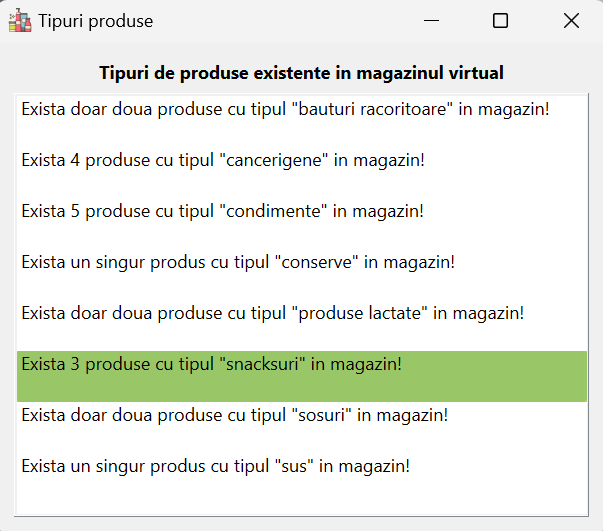 Tipuri produse
Tipuri de produse existente in magazinul virtual
Exista doar doua produse cu tipul "bauturi racoritoare" in magazin!
Exista 4 produse cu tipul "cancerigene" in magazin!
Exista 5 produse cu tipul "condimente" in magazin!
Exista un singur produs cu tipul "conserve" in magazin!
Exista doar doua produse cu tipul "produse lactate" in magazin!
Exista 3 produse cu tipul "snacksuri" in magazin!
Exista doar doua produse cu tipul "sosuri" in magazin!
Exista un singur produs cu tipul "sus" in magazin!